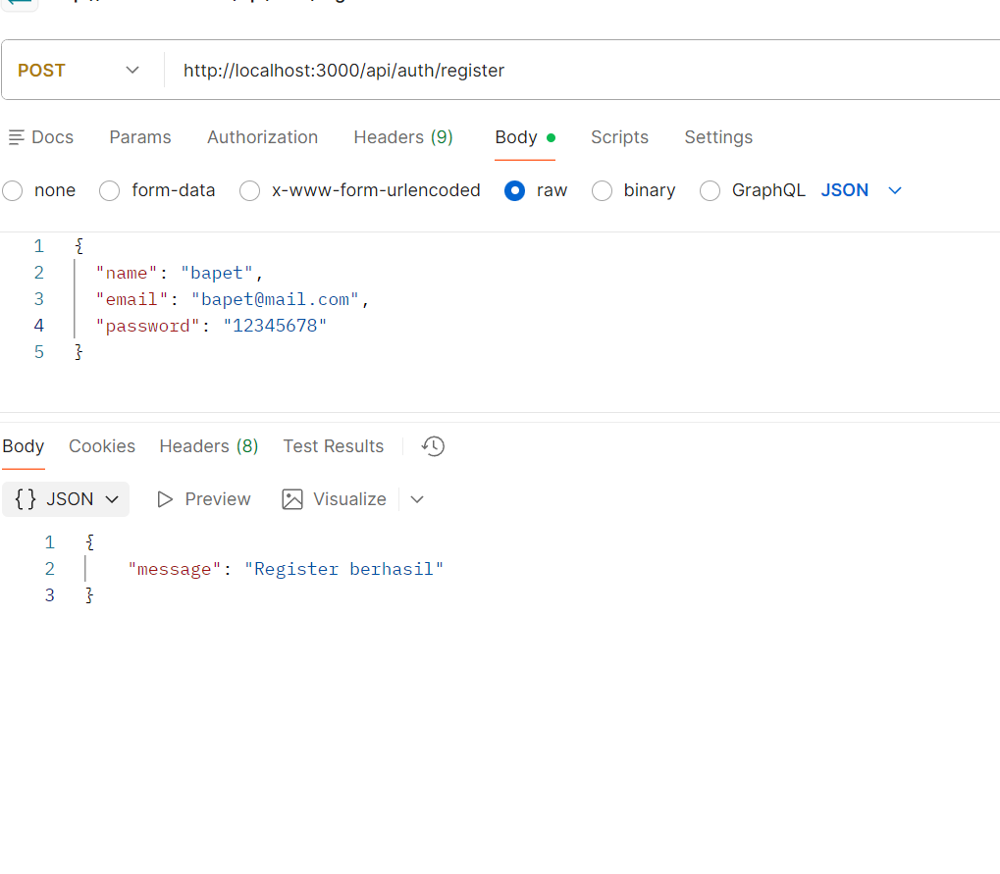 POST http://localhost:3000/api/auth/register
Docs Params Authorization Headers (9) Body Scripts Settings
none form-data x-www-form-urlencoded raw binary GraphQL JSON
1 {
2 "name": "bapet",
3 "email": "bapet@mail.com",
4 "password": "12345678"
5 }
Body Cookies Headers (8) Test Results
{} JSON Preview Visualize
1 {
2 "message": "Register berhasil"
3 }